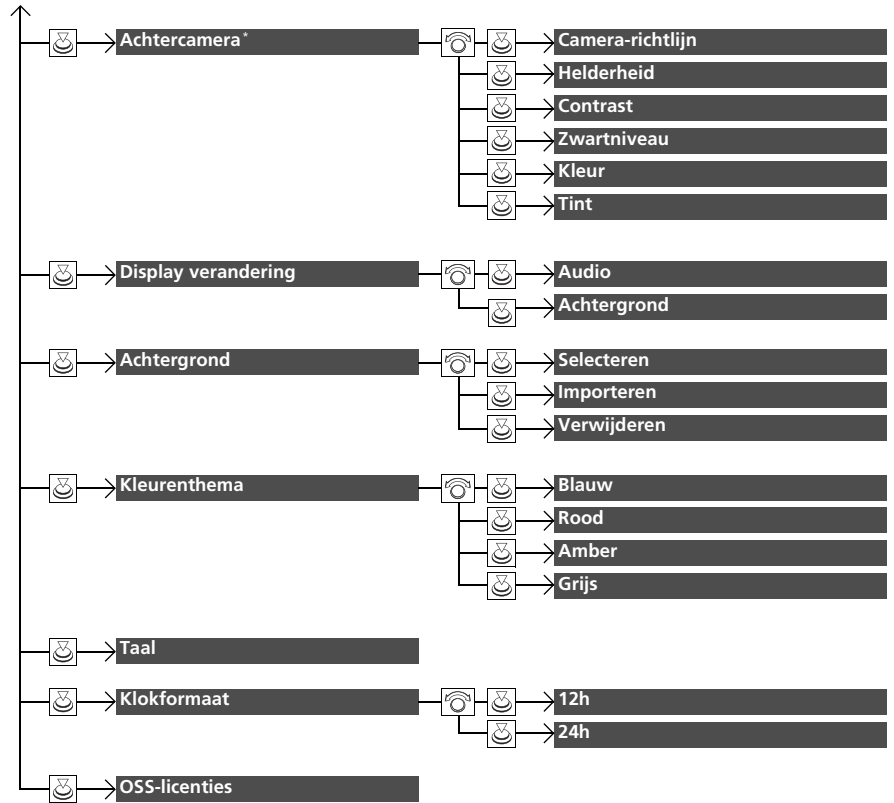 Achtercamera*
Camera-richtlijn
Helderheid
Contrast
Zwartniveau
Kleur
Tint
Display verandering
Audio
Achtergrond
Achtergrond
Selecteren
Importeren
Verwijderen
Kleurenthema
Blauw
Rood
Amber
Grijs
Taal
Klokformaat
12h
24h
OSS-licenties